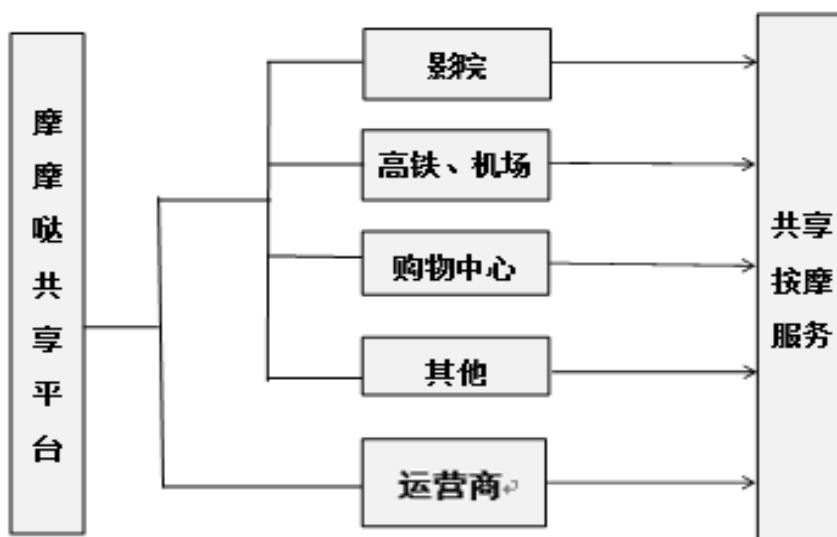 摩摩哒共享平台
影院
高铁、机场
购物中心
其他
运营商
共享
按摩
服务